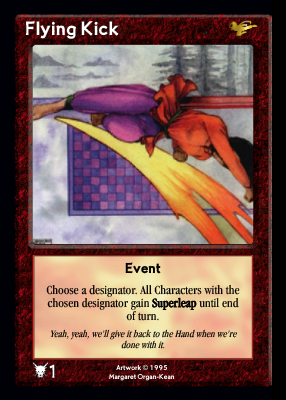 Flying Kick
Event
Choose a designator. All Characters with the
chosen designator gain Superleap until end
of turn.
Yeah, yeah, we'll give it back to the Hand when we're
done with it.
1
Artwork © 1995
Margaret Organ-Kean